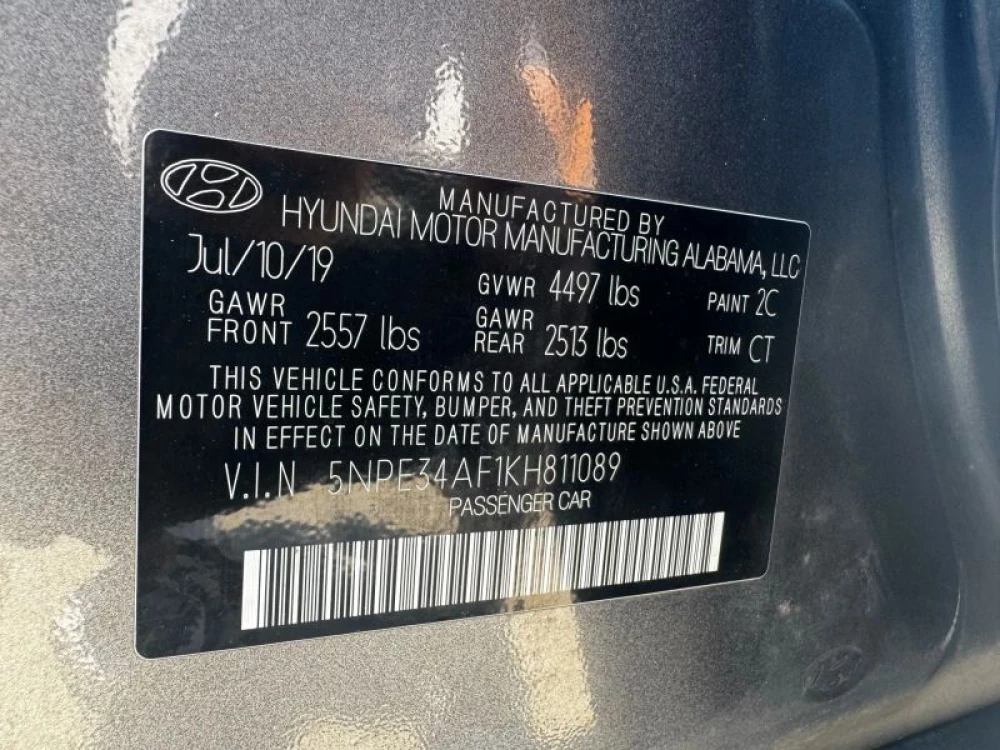 MANUFACTURED BY
HYUNDAI MOTOR MANUFACTURING ALABAMA, LLC
Jul/10/19 GVWR 4497 lbs PAINT 2C
GAWR FRONT 2557 lbs GAWR REAR 2513 lbs TRIM CT
THIS VEHICLE CONFORMS TO ALL APPLICABLE U.S.A. FEDERAL
MOTOR VEHICLE SAFETY, BUMPER, AND THEFT PREVENTION STANDARDS
IN EFFECT ON THE DATE OF MANUFACTURE SHOWN ABOVE
V.I.N 5NPE34AF1KH811089
PASSENGER CAR